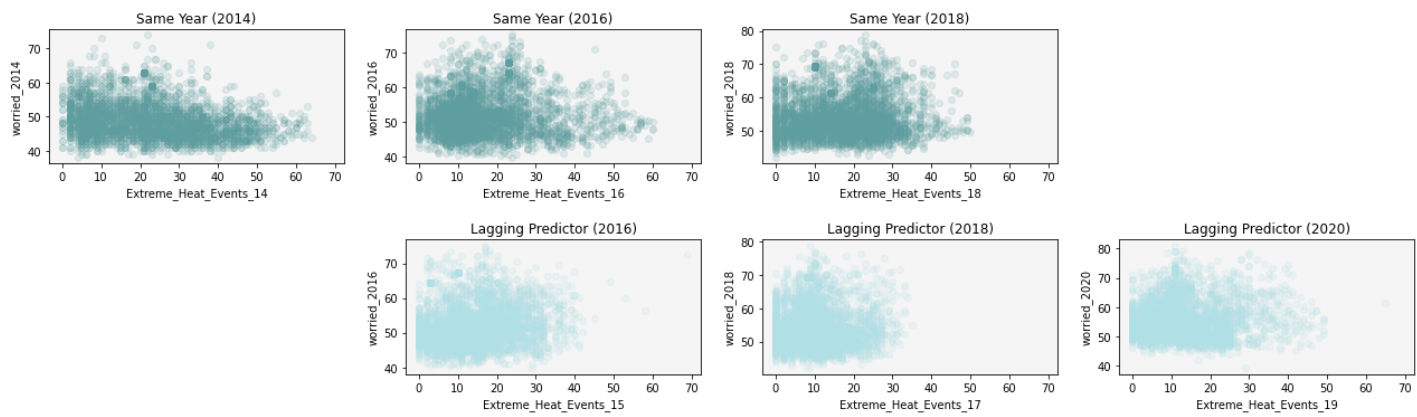 Same Year (2014)
worried_2014
70
60
50
40
0 10 20 30 40 50 60 70
Extreme_Heat_Events_14
Same Year (2016)
worried_2016
70
60
50
40
0 10 20 30 40 50 60 70
Extreme_Heat_Events_16
Same Year (2018)
worried_2018
80
70
60
50
0 10 20 30 40 50 60 70
Extreme_Heat_Events_18
Lagging Predictor (2016)
worried_2016
70
60
50
40
0 10 20 30 40 50 60 70
Extreme_Heat_Events_15
Lagging Predictor (2018)
worried_2018
80
70
60
50
0 10 20 30 40 50 60 70
Extreme_Heat_Events_17
Lagging Predictor (2020)
worried_2020
80
70
60
50
40
0 10 20 30 40 50 60 70
Extreme_Heat_Events_19